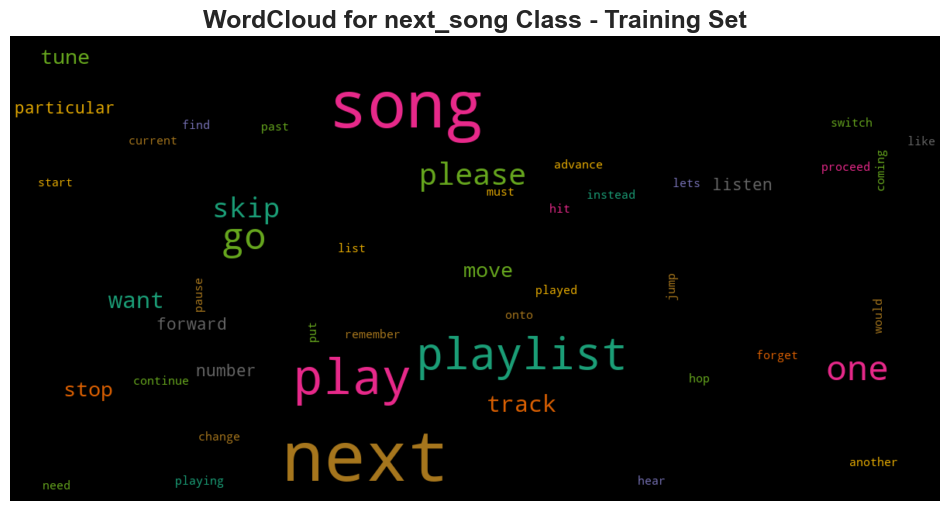 WordCloud for next_song Class - Training Set
tune
song
particular
find
past
switch
current
like
advance
coming
proceed
please
start
must
instead
lets
listen
skip
hit
go
list
move
jump
pause
played
want
onto
would
forward
put
remember
playlist
forget
number
play
one
continue
hop
stop
track
change
next
another
need
playing
hear